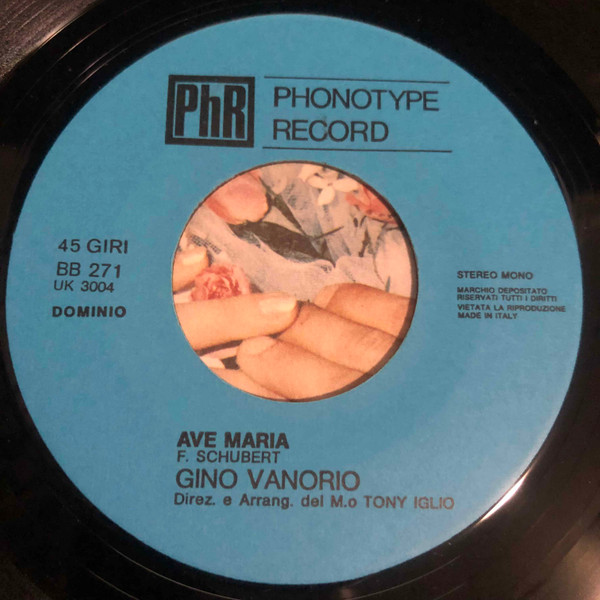 PhR
PHONOTYPE
RECORD
45 GIRI
BB 271
UK 3004
DOMINIO
STEREO MONO
MARCHIO DEPOSITATO
RISERVATI TUTTI I DIRITTI
VIETATA LA RIPRODUZIONE
MADE IN ITALY
AVE MARIA
F. SCHUBERT
GINO VANORIO
Direz. e Arrang. del M.o TONY IGLIO